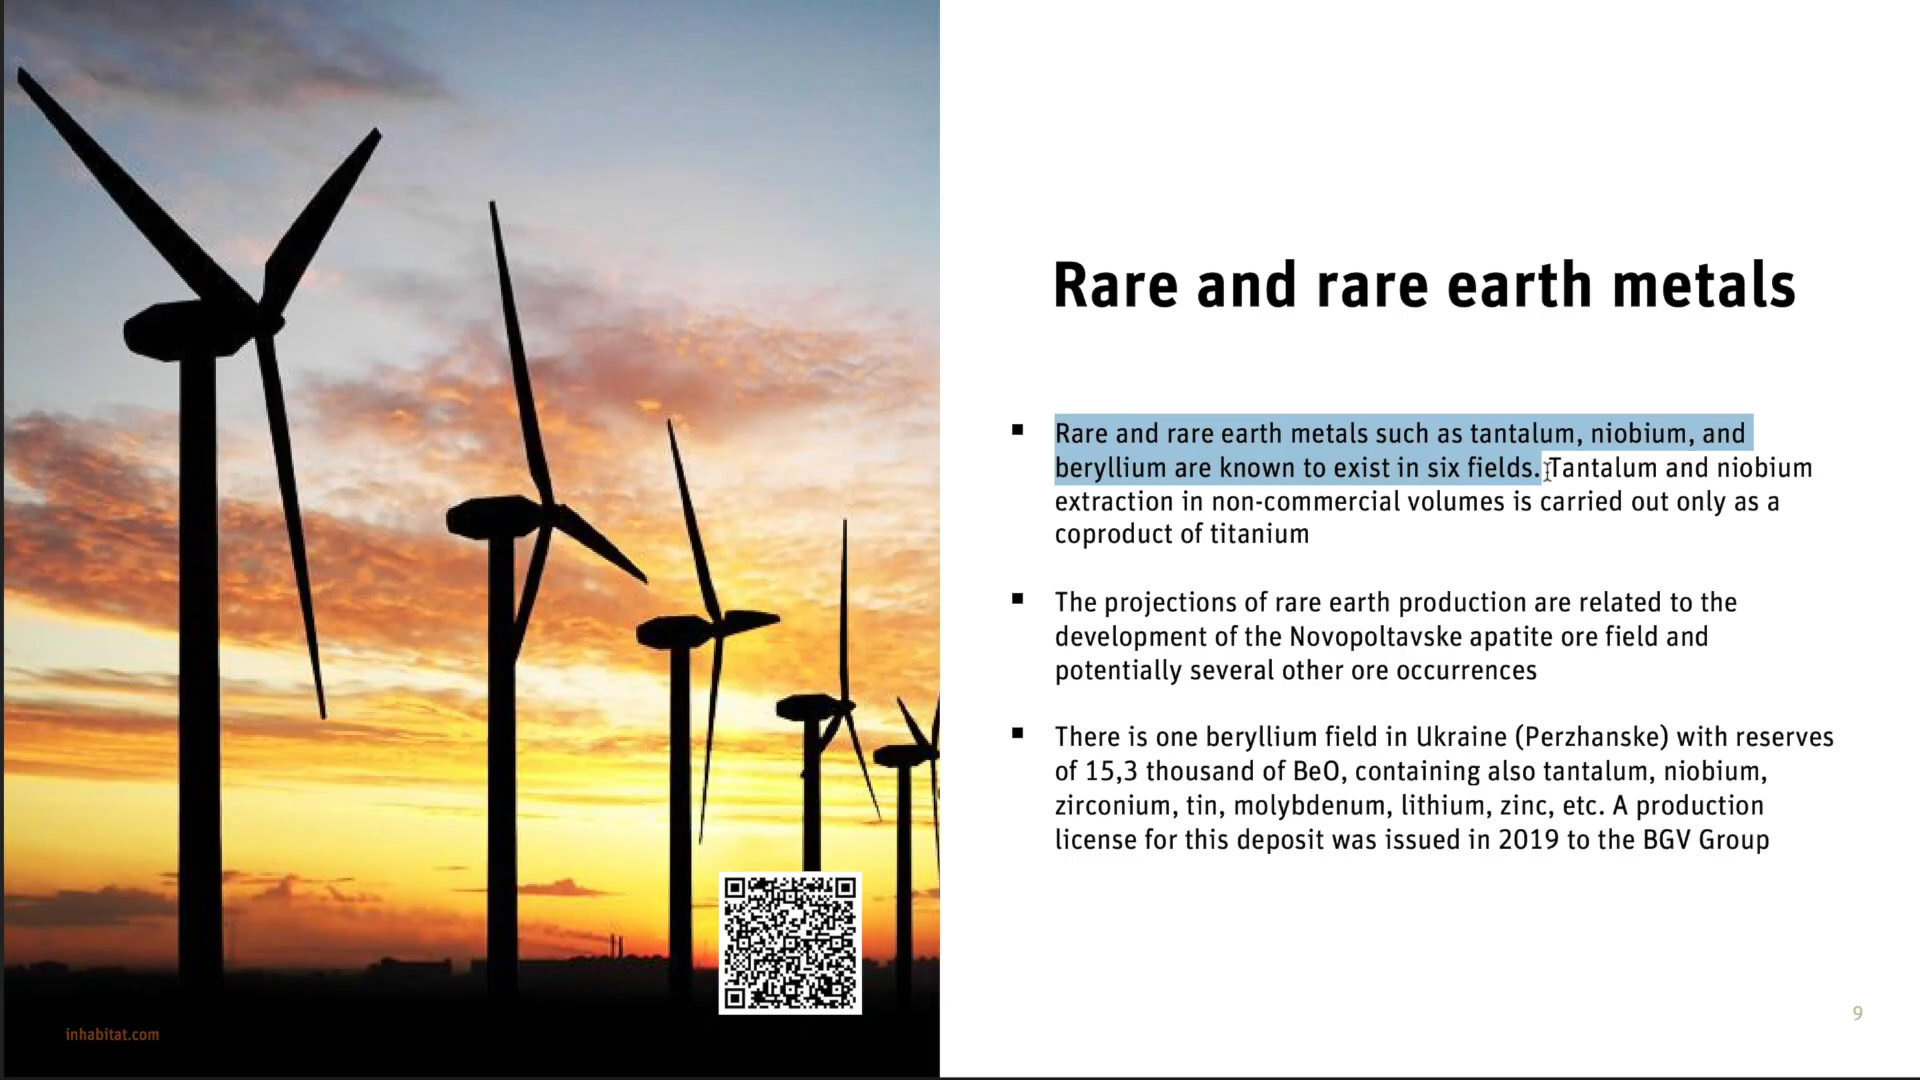 Rare and rare earth metals
▪ Rare and rare earth metals such as tantalum, niobium, and
beryllium are known to exist in six fields. Tantalum and niobium
extraction in non-commercial volumes is carried out only as a
coproduct of titanium
▪ The projections of rare earth production are related to the
development of the Novopoltavske apatite ore field and
potentially several other ore occurrences
▪ There is one beryllium field in Ukraine (Perzhanske) with reserves
of 15,3 thousand of BeO, containing also tantalum, niobium,
zirconium, tin, molybdenum, lithium, zinc, etc. A production
license for this deposit was issued in 2019 to the BGV Group
inhabitat.com
9